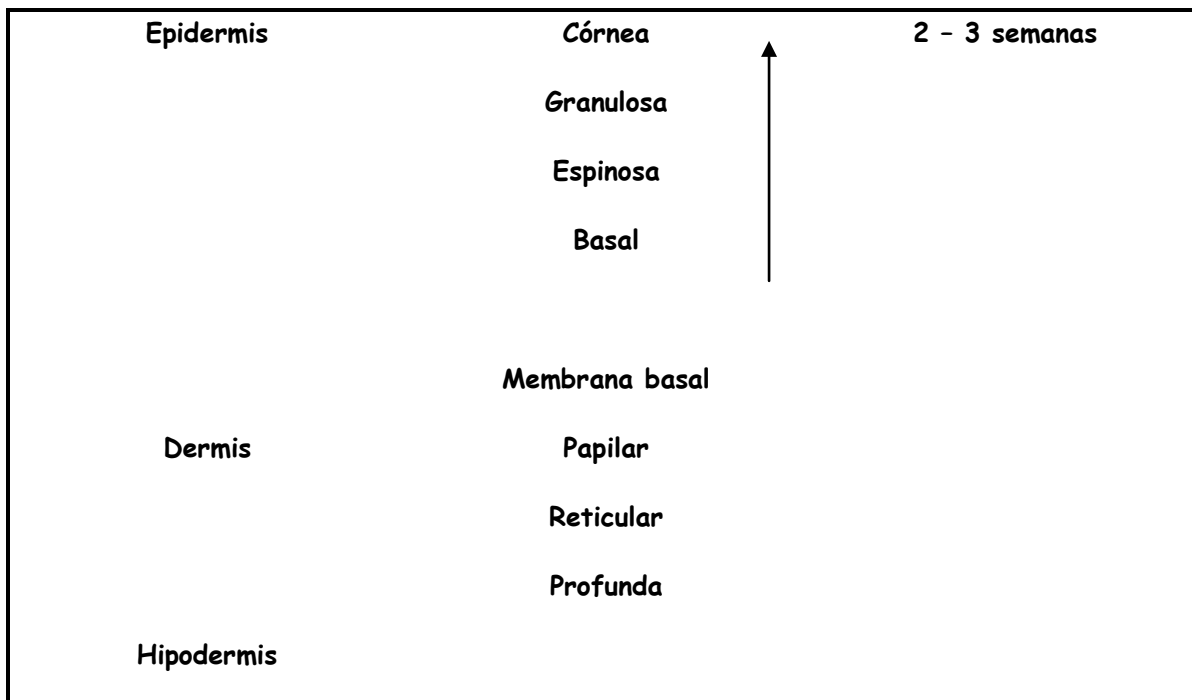 Epidermis Córnea 2 – 3 semanas
Granulosa
Espinosa
Basal
Membrana basal
Dermis Papilar
Reticular
Profunda
Hipodermis